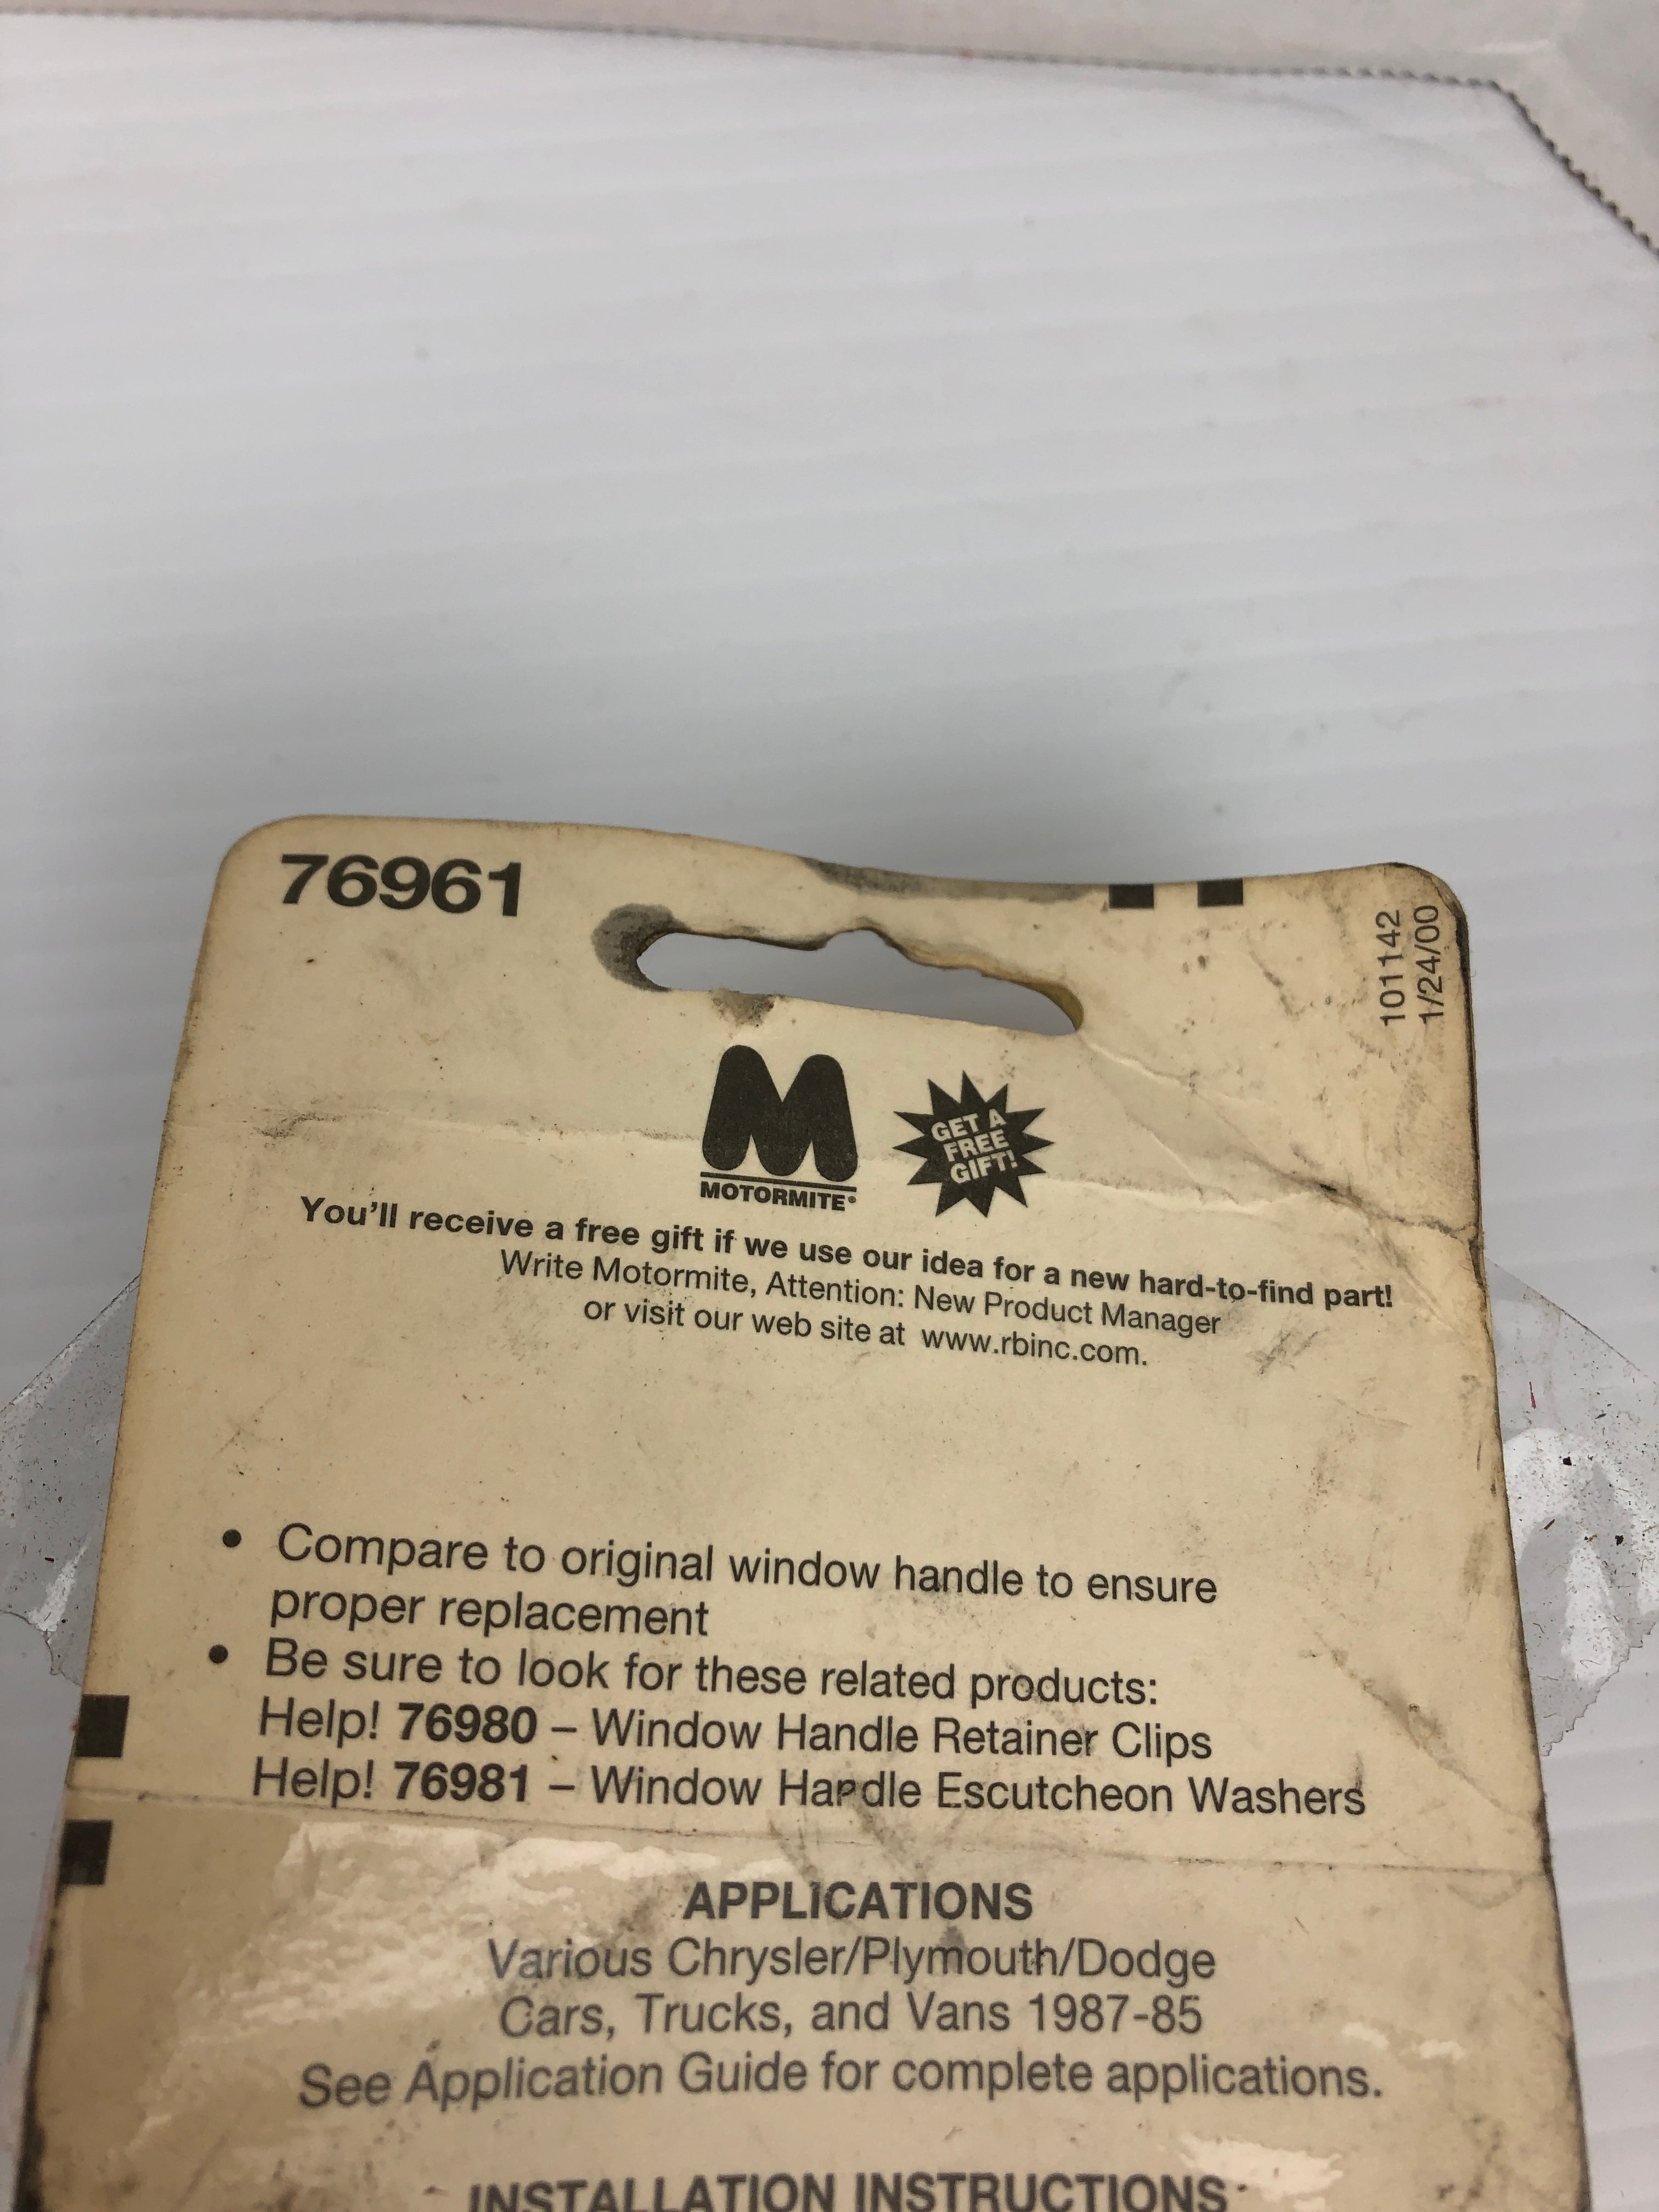 76961
101142
1/24/00
MOTORMITE®
GET A
FREE
GIFT!
You'll receive a free gift if we use our idea for a new hard-to-find part!
Write Motormite, Attention: New Product Manager
or visit our web site at www.rbinc.com.
• Compare to original window handle to ensure
proper replacement
• Be sure to look for these related products:
Help! 76980 – Window Handle Retainer Clips
Help! 76981 – Window Handle Escutcheon Washers
APPLICATIONS
Various Chrysler/Plymouth/Dodge
Cars, Trucks, and Vans 1987-85
See Application Guide for complete applications.
INSTALLATION INSTRUCTIONS